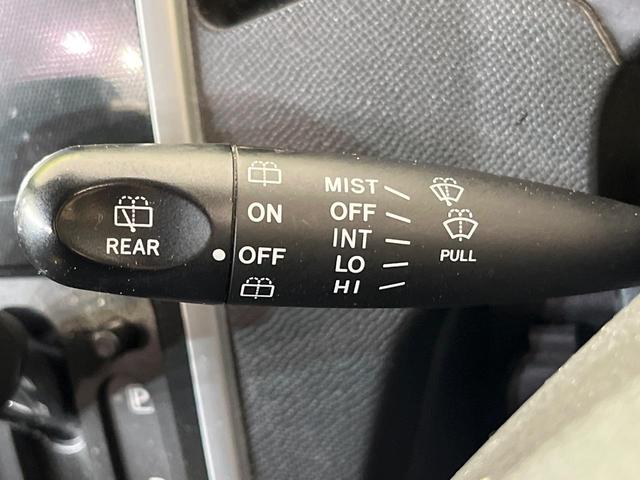 REAR
ON
OFF
MIST
OFF
INT
LO
HI
PULL
P